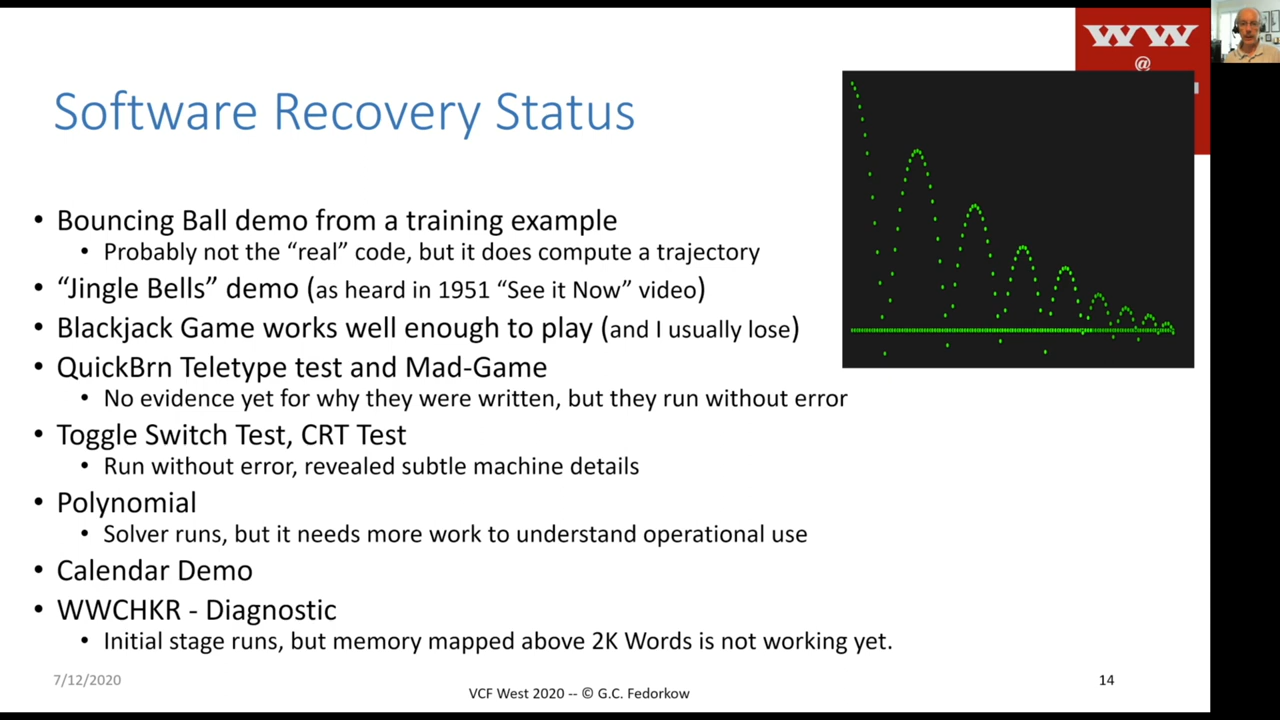 WW
@
Software Recovery Status
• Bouncing Ball demo from a training example
• Probably not the “real” code, but it does compute a trajectory
• “Jingle Bells” demo (as heard in 1951 “See it Now” video)
• Blackjack Game works well enough to play (and I usually lose)
• QuickBrn Teletype test and Mad-Game
• No evidence yet for why they were written, but they run without error
• Toggle Switch Test, CRT Test
• Run without error, revealed subtle machine details
• Polynomial
• Solver runs, but it needs more work to understand operational use
• Calendar Demo
• WWCHKR - Diagnostic
• Initial stage runs, but memory mapped above 2K Words is not working yet.
7/12/2020
VCF West 2020 -- © G.C. Fedorkow
14